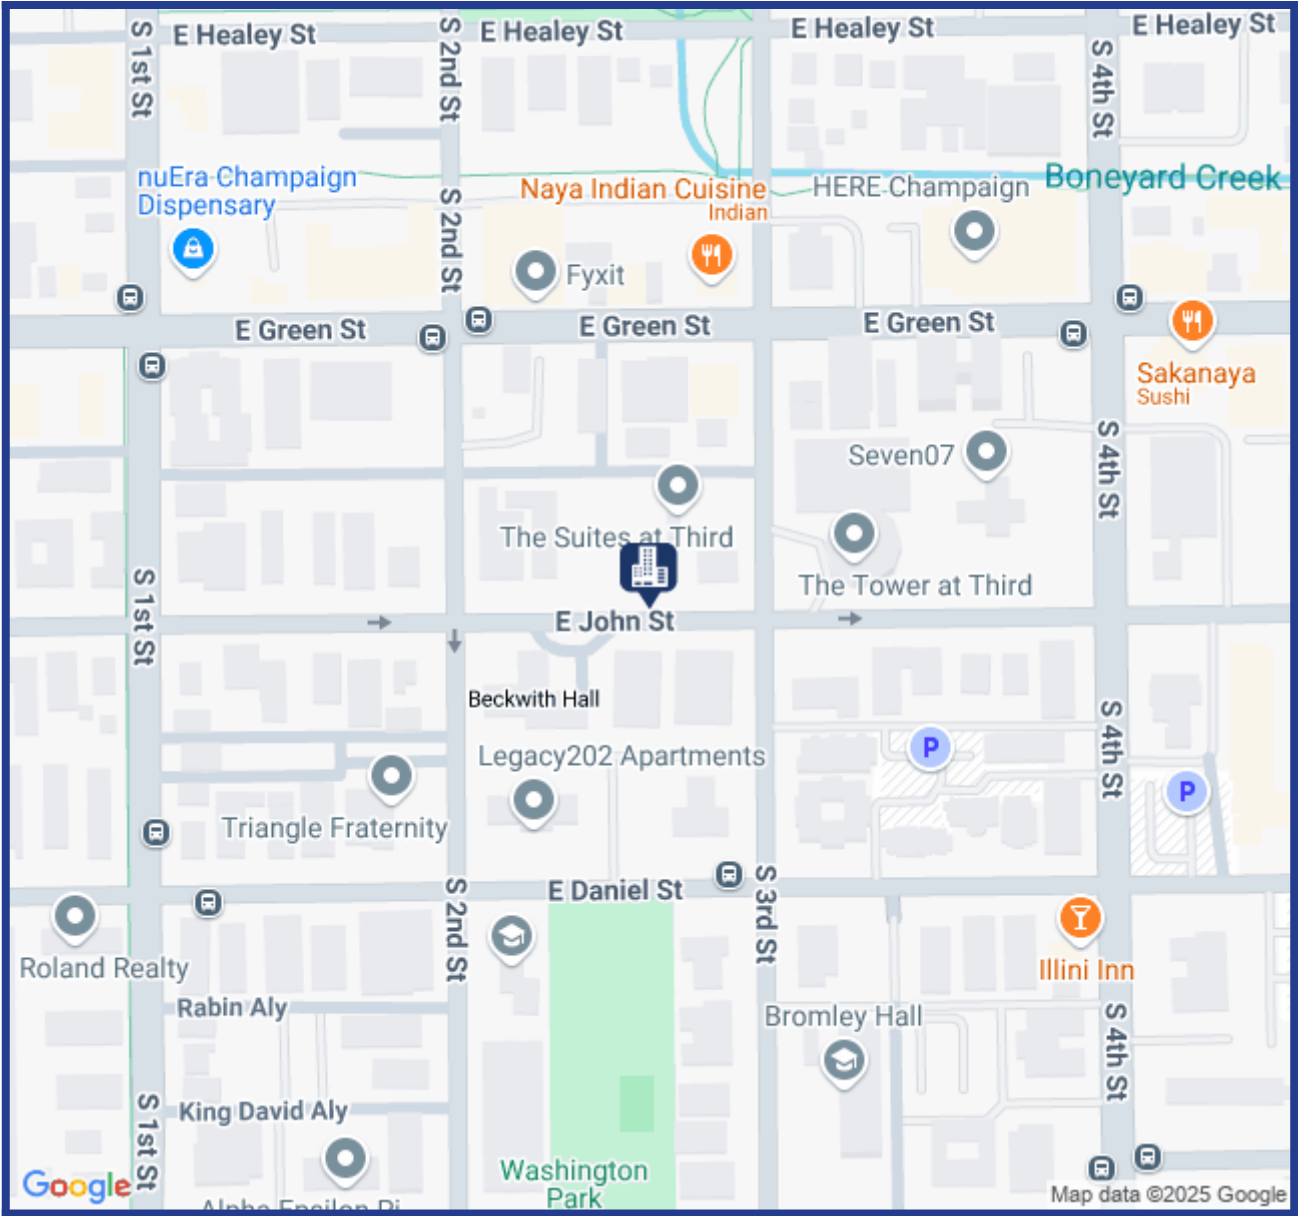 E Healey St
E Healey St
E Healey St
E Healey St
S 1st St
S 2nd St
S 4th St
nuEra Champaign
Dispensary
S 2nd St
Naya Indian Cuisine
Indian
HERE Champaign
Boneyard Creek
Fyxit
E Green St
E Green St
E Green St
Sakanaya
Sushi
S 4th St
Seven07
The Suites at Third
The Tower at Third
S 1st St
E John St
Beckwith Hall
S 4th St
Legacy202 Apartments
P
P
Triangle Fraternity
E Daniel St
S 2nd St
S 3rd St
Roland Realty
Illini Inn
Rabin Aly
Bromley Hall
S 4th St
King David Aly
S 1st St
Washington
Park
Alpha Epsilon Pi
Google
Map data ©2025 Google